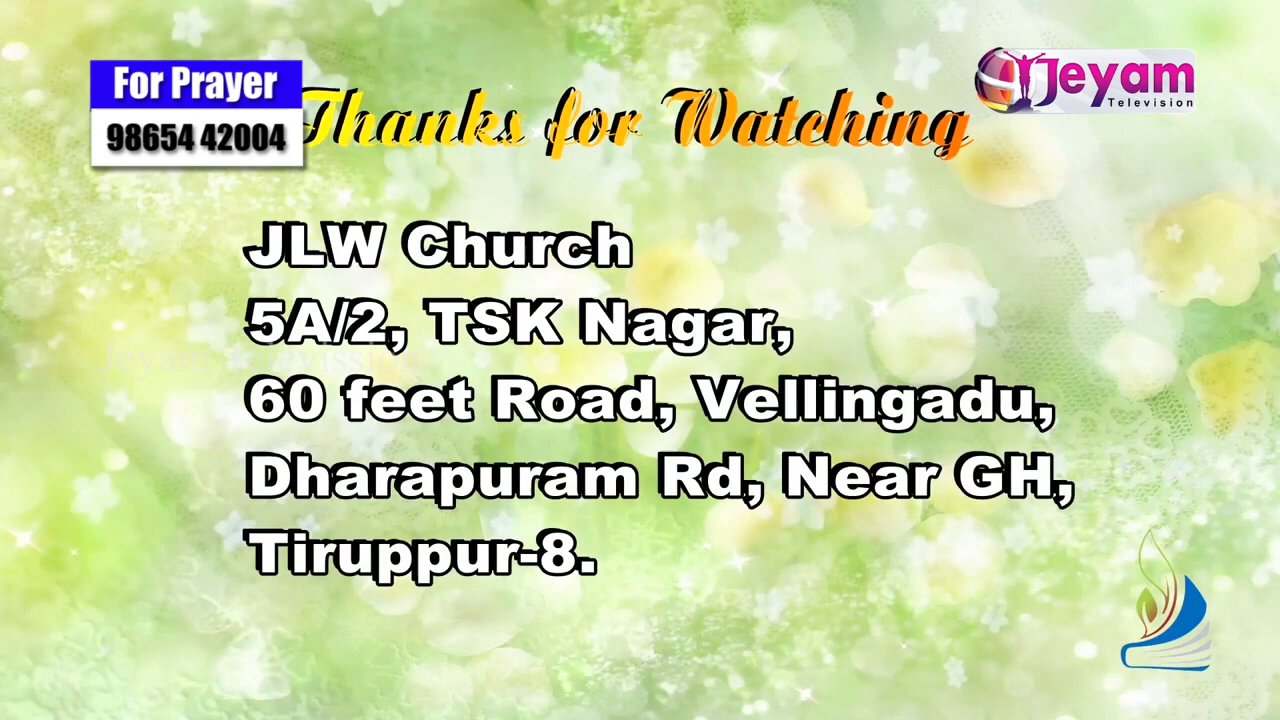 For Prayer
98654 42004
Thanks for Watching
Jeyam
Television
JLW Church
5A/2, TSK Nagar,
Jeyam
60 feet Road, Vellingadu,
Dharapuram Rd, Near GH,
Tiruppur-8.